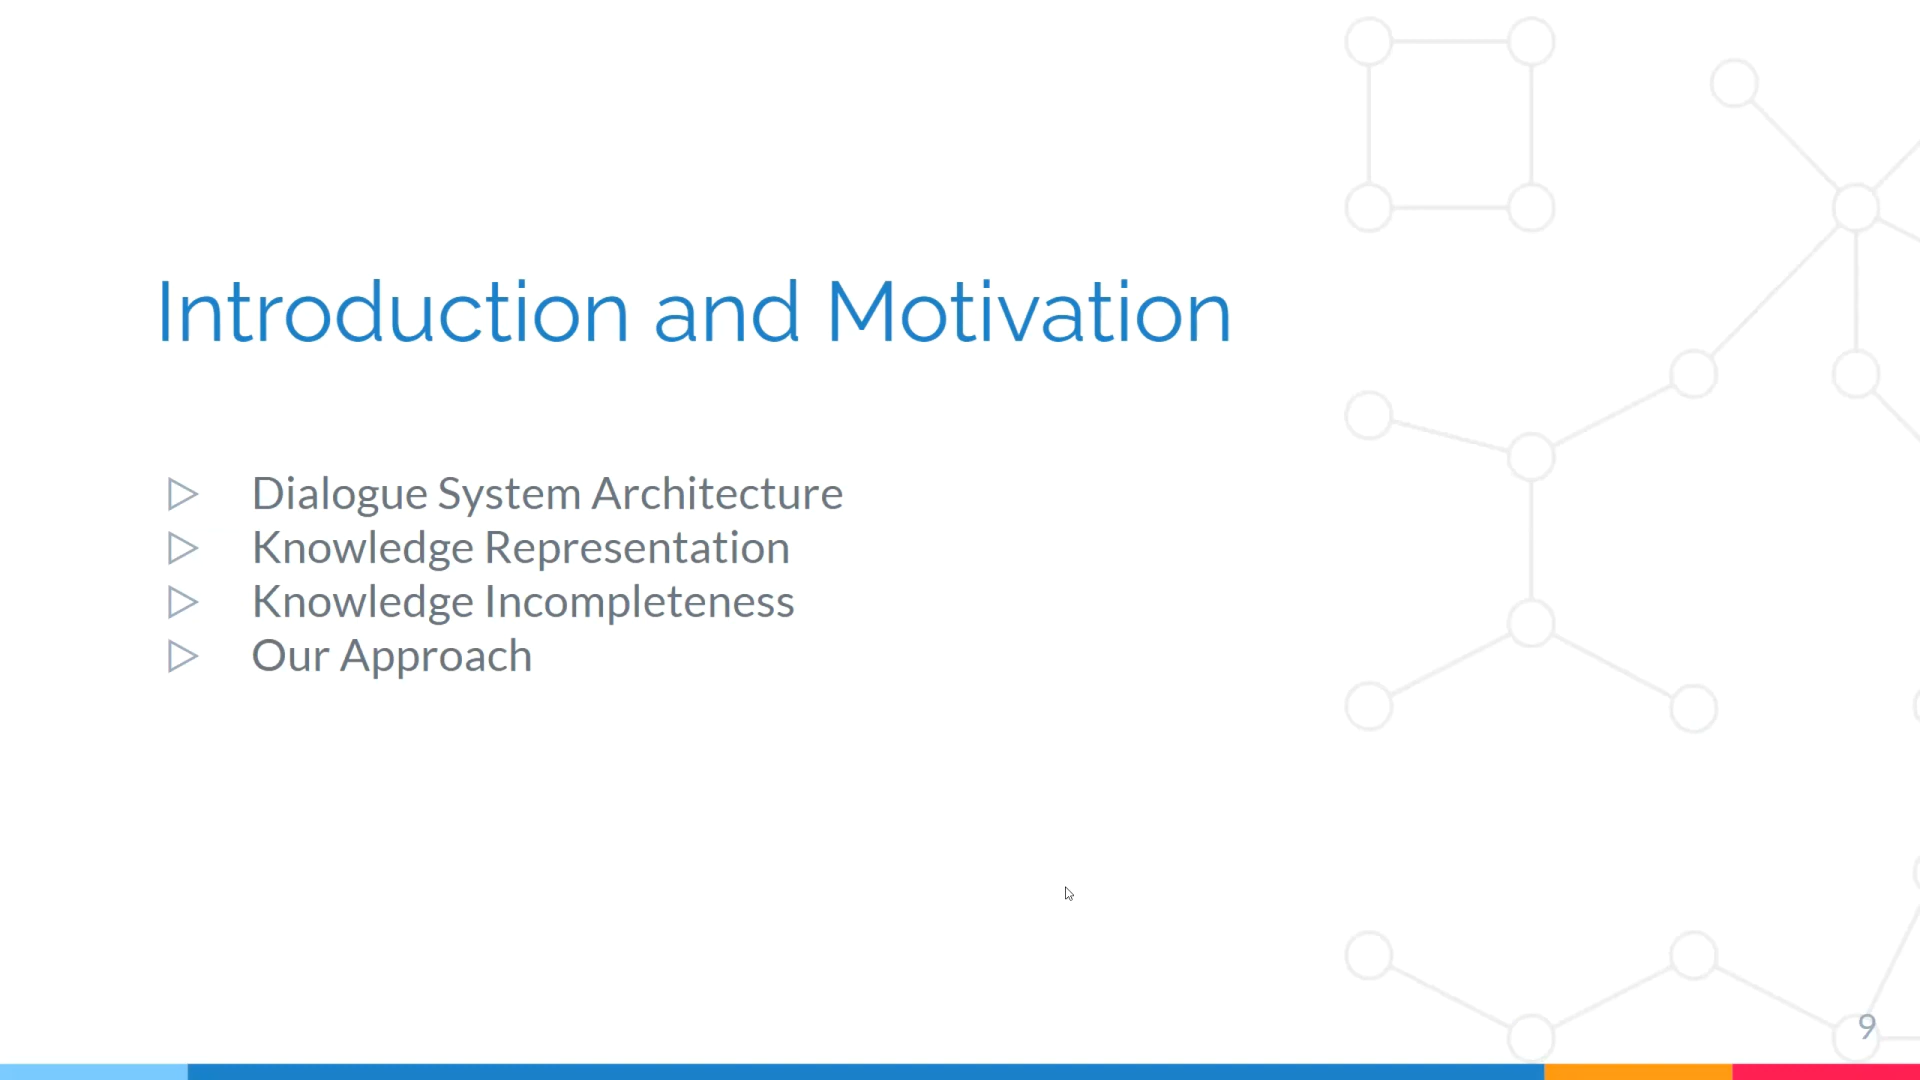 Introduction and Motivation
Dialogue System Architecture
Knowledge Representation
Knowledge Incompleteness
Our Approach
9